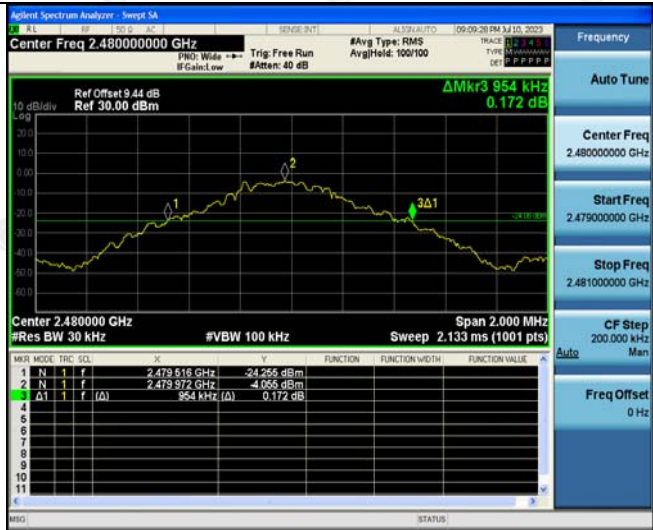 Agilent Spectrum Analyzer - Swept SA
RL RF 50 Ω AC SENSE:INT ALIGNAUTO 09:09:28 PM Jul 10, 2023
Center Freq 2.480000000 GHz
PNO: Wide
IFGain:Low
Trig: Free Run
#Atten: 40 dB
#Avg Type: RMS
Avg|Hold: 100/100
TRACE 1 2 3 4 5 6
TYPE M
DET P P P P P P
Ref Offset 9.44 dB
10 dB/div Ref 30.00 dBm
Log
ΔMkr3 954 kHz
0.172 dB
20.0
10.0
0.00
-10.0
-20.0
-30.0
-40.0
-50.0
-60.0
1
2
3Δ1
Center 2.480000 GHz Span 2.000 MHz
#Res BW 30 kHz #VBW 100 kHz Sweep 2.133 ms (1001 pts)
MKR MODE TRC SCL X Y FUNCTION FUNCTION WIDTH FUNCTION VALUE
1 N 1 f 2.479 516 GHz -24.255 dBm
2 N 1 f 2.479 972 GHz -4.055 dBm
3 Δ1 1 f (Δ) 954 kHz (Δ) 0.172 dB
4
5
6
7
8
9
10
11
MSG STATUS
Frequency
Auto Tune
Center Freq
2.480000000 GHz
Start Freq
2.479000000 GHz
Stop Freq
2.481000000 GHz
CF Step
200.000 kHz
Auto Man
Freq Offset
0 Hz